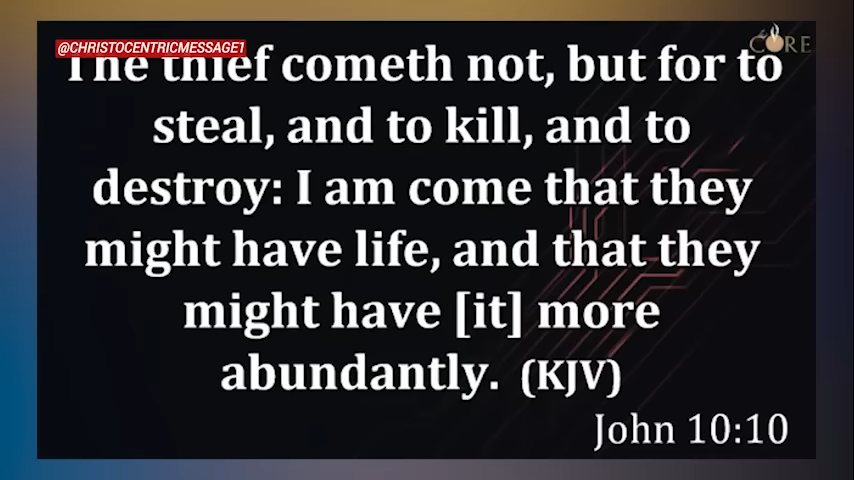 @CHRISTOCENTRICMESSAGE1
CORE
The thief cometh not, but for to
steal, and to kill, and to
destroy: I am come that they
might have life, and that they
might have [it] more
abundantly. (KJV)
John 10:10